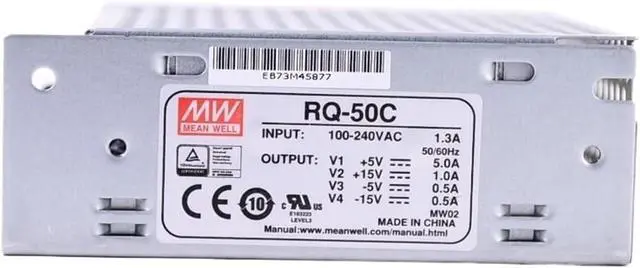 EB73M45877
MW
MEAN WELL
RQ-50C
INPUT: 100-240VAC 1.3A
50/60Hz
OUTPUT: V1 +5V 5.0A
V2 +15V 1.0A
V3 -5V 0.5A
V4 -15V 0.5A
MW02
CE 10 c UL us
E183223
LEVEL3
MADE IN CHINA
Manual:www.meanwell.com/manual.html